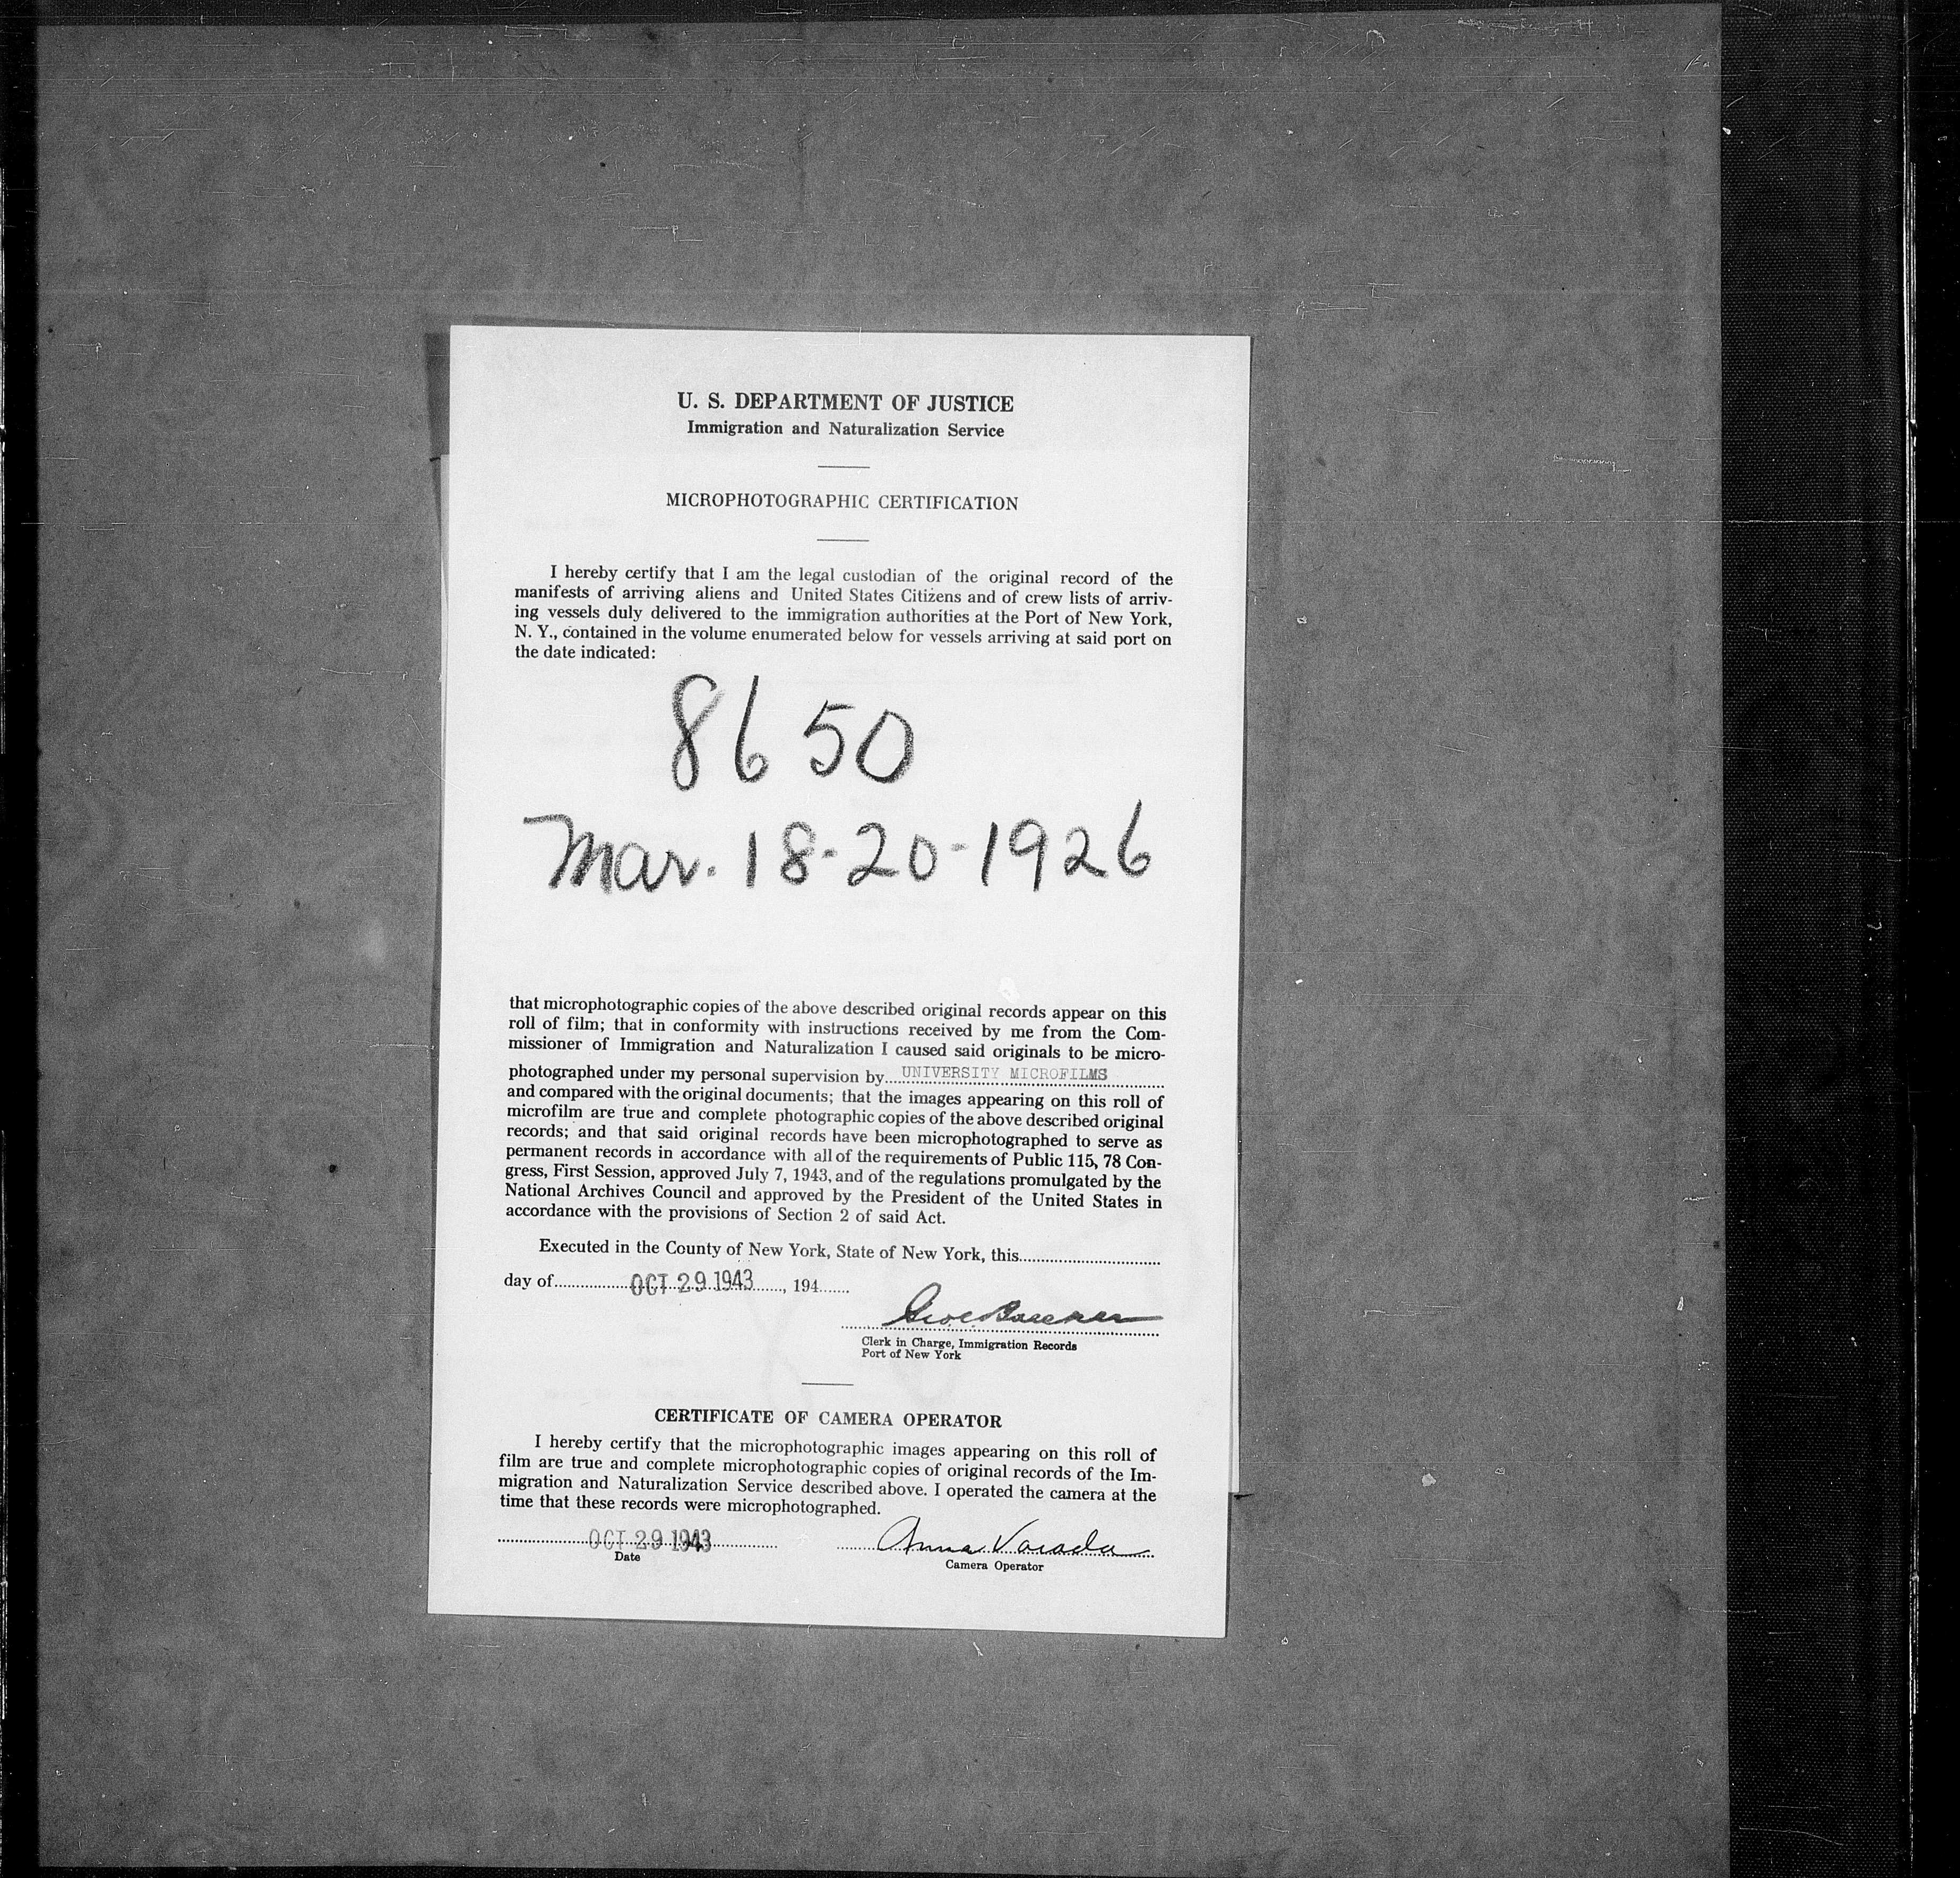 U. S. DEPARTMENT OF JUSTICE
Immigration and Naturalization Service
MICROPHOTOGRAPHIC CERTIFICATION
I hereby certify that I am the legal custodian of the original record of the
manifests of arriving aliens and United States Citizens and of crew lists of arriv-
ing vessels duly delivered to the immigration authorities at the Port of New York,
N. Y., contained in the volume enumerated below for vessels arriving at said port on
the date indicated:
8650
Mar. 18-20-1926
that microphotographic copies of the above described original records appear on this
roll of film; that in conformity with instructions received by me from the Com-
missioner of Immigration and Naturalization I caused said originals to be micro-
photographed under my personal supervision by UNIVERSITY MICROFILMS
and compared with the original documents; that the images appearing on this roll of
microfilm are true and complete photographic copies of the above described original
records; and that said original records have been microphotographed to serve as
permanent records in accordance with all of the requirements of Public 115, 78 Con-
gress, First Session, approved July 7, 1943, and of the regulations promulgated by the
National Archives Council and approved by the President of the United States in
accordance with the provisions of Section 2 of said Act.
Executed in the County of New York, State of New York, this
day of OCT 29 1943, 194
Clerk in Charge, Immigration Records
Port of New York
CERTIFICATE OF CAMERA OPERATOR
I hereby certify that the microphotographic images appearing on this roll of
film are true and complete microphotographic copies of original records of the Im-
migration and Naturalization Service described above. I operated the camera at the
time that these records were microphotographed.
OCT 29 1943 Anna
Date
Camera Operator